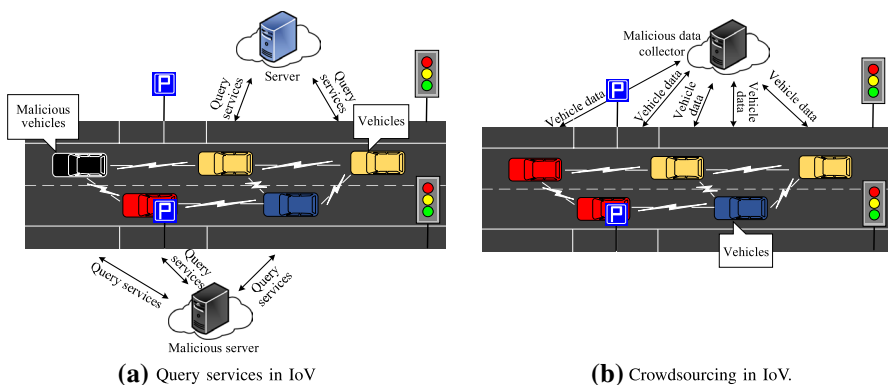 Server
P
Query
services
Query
services
Malicious
vehicles
Vehicles
P
Query services
Query
services
Query
services
Malicious server
(a) Query services in IoV
Malicious data
collector
P
Vehicle data
Vehicle data
Vehicle
data
Vehicle
data
Vehicle data
P
Vehicles
(b) Crowdsourcing in IoV.